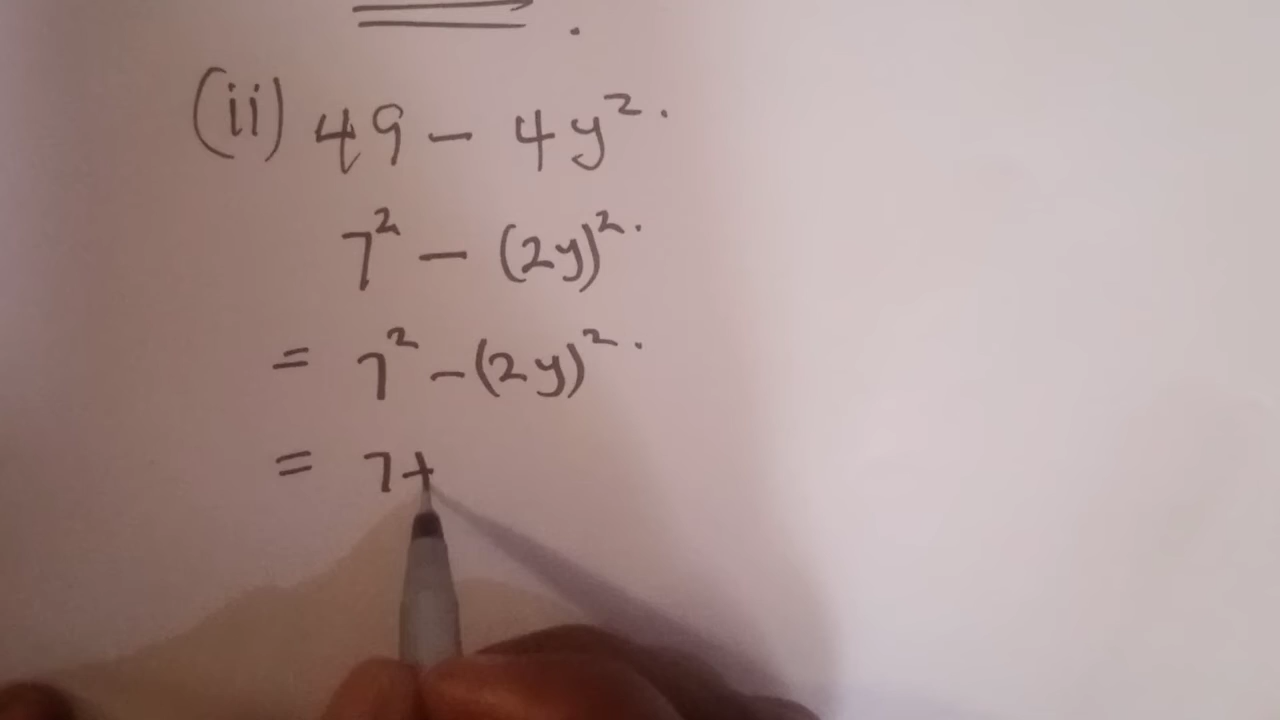 (ii) 49 - 4y².
7² - (2y)².
= 7² - (2y)².
= 7+